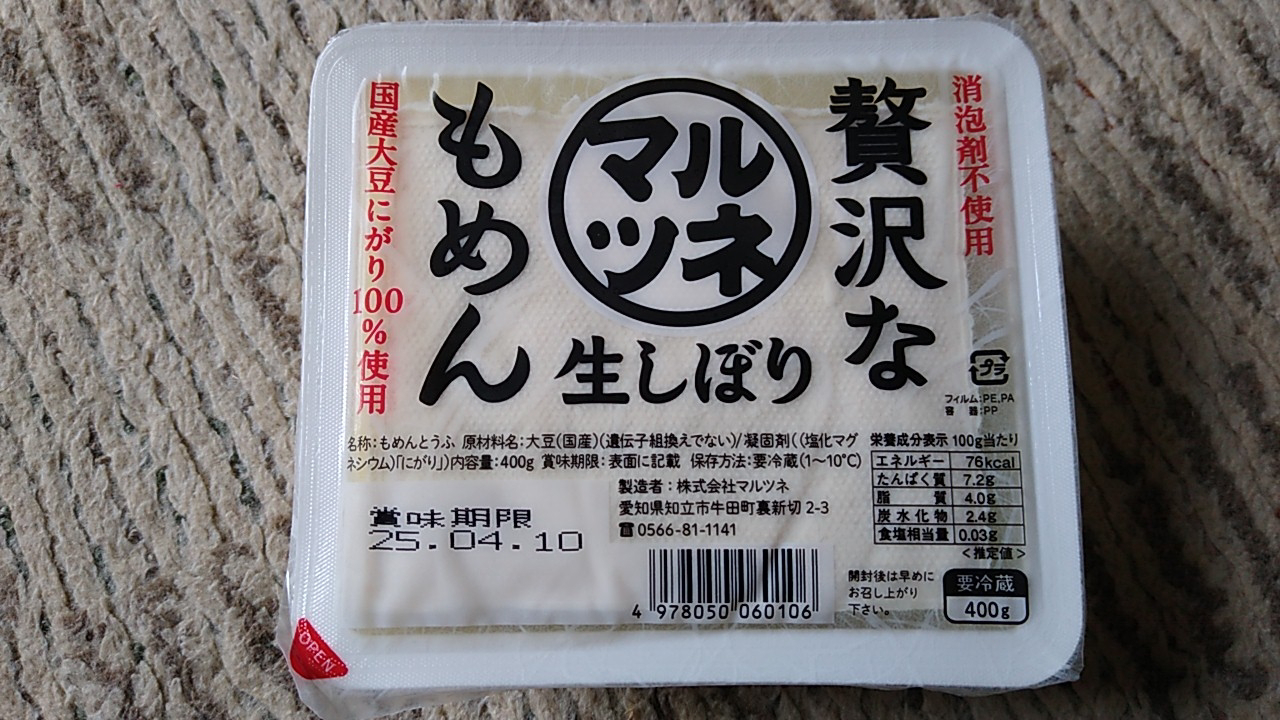 消泡剤不使用
贅沢な
マル
ツネ
生しぼり
もめん
国産大豆にがり100%使用
プラ
フィルム:PE,PA
容器:PP
名称:もめんとうふ 原材料名:大豆(国産)(遺伝子組換えでない)/凝固剤((塩化マグ
ネシウム)「にがり」)内容量:400g 賞味期限:表面に記載 保存方法:要冷蔵(1〜10℃)
製造者:株式会社マルツネ
愛知県知立市牛田町裏新切 2-3
☎0566-81-1141
栄養成分表示 100g当たり
エネルギー 76kcal
たんぱく質 7.2g
脂質 4.0g
炭水化物 2.4g
食塩相当量 0.03g
<推定値>
賞味期限
25.04.10
4 978050 060106
開封後は早めに
お召し上がり
下さい。
要冷蔵
400g
OPEN